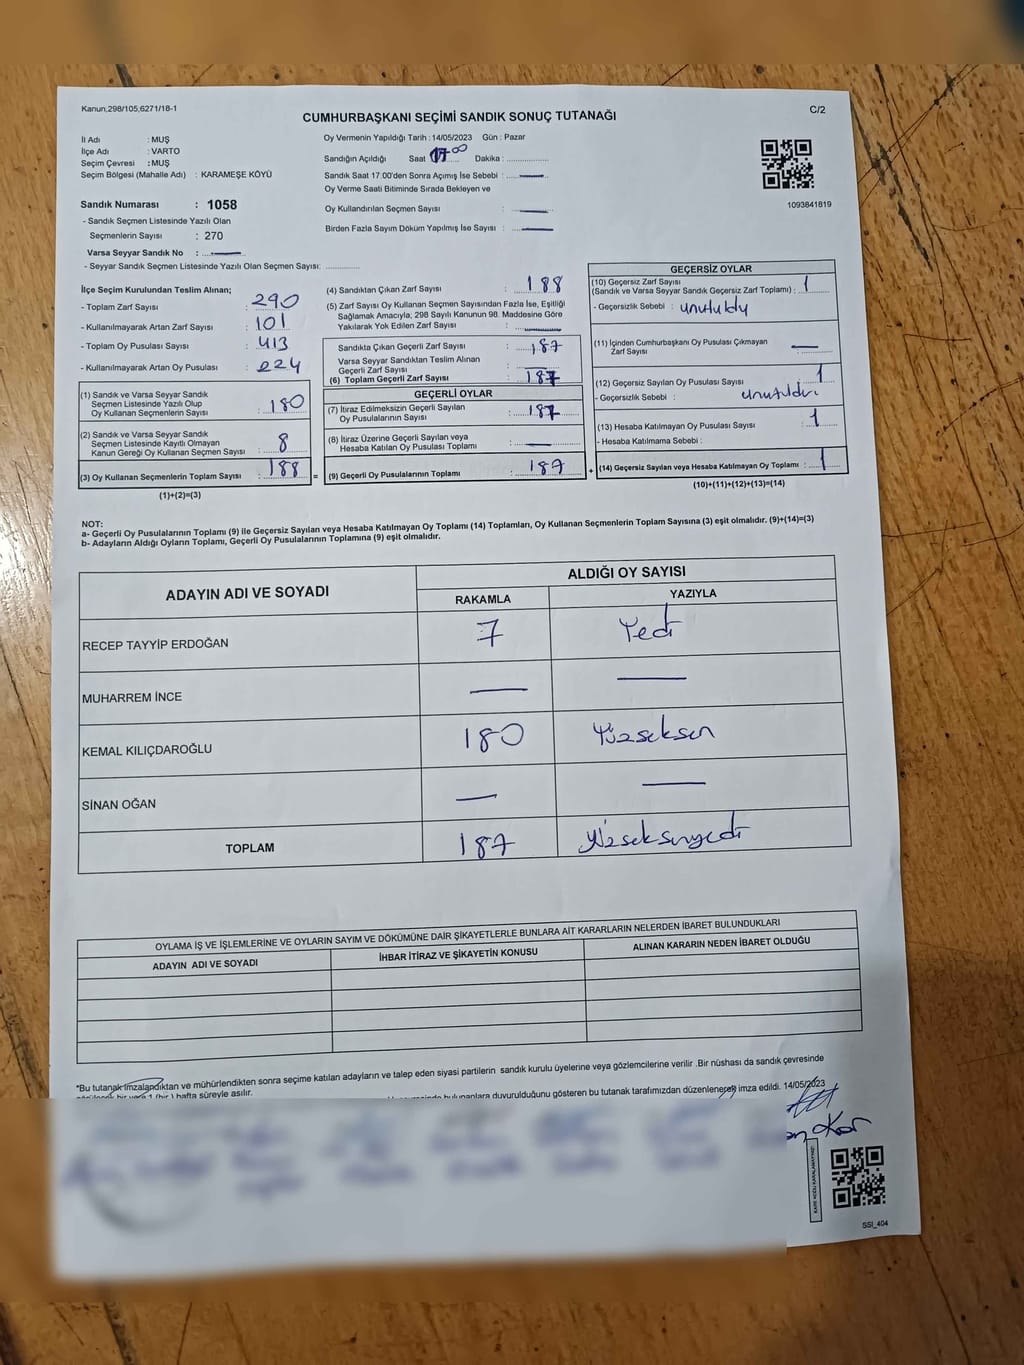 Kanun,298/105,6271/18-1
C/2
CUMHURBAŞKANI SEÇİMİ SANDIK SONUÇ TUTANAĞI
İl Adı : MUŞ
İlçe Adı : VARTO
Seçim Çevresi : MUŞ
Seçim Bölgesi (Mahalle Adı) : KARAMEŞE KÖYÜ
Sandık Numarası : 1058
- Sandık Seçmen Listesinde Yazılı Olan
Seçmenlerin Sayısı : 270
Varsa Seyyar Sandık No : —
- Seyyar Sandık Seçmen Listesinde Yazılı Olan Seçmen Sayısı: ..............
Oy Vermenin Yapıldığı Tarih : 14/05/2023 Gün : Pazar
Sandığın Açıldığı Saat 17.00 Dakika : ..............
Sandık Saat 17.00'den Sonra Açımış İse Sebebi : —
Oy Verme Saati Bitiminde Sırada Bekleyen ve
Oy Kullandırılan Seçmen Sayısı : —
Birden Fazla Sayım Döküm Yapılmış İse Sayısı : —
1093841819
İlçe Seçim Kurulundan Teslim Alınan;
- Toplam Zarf Sayısı : 290
- Kullanılmayarak Artan Zarf Sayısı : 101
- Toplam Oy Pusulası Sayısı : 413
- Kullanılmayarak Artan Oy Pusulası : 224
(1) Sandık ve Varsa Seyyar Sandık
Seçmen Listesinde Yazılı Olup
Oy Kullanan Seçmenlerin Sayısı : 180
(2) Sandık ve Varsa Seyyar Sandık
Seçmen Listesinde Kayıtlı Olmayan
Kanun Gereği Oy Kullanan Seçmen Sayısı : 8
(3) Oy Kullanan Seçmenlerin Toplam Sayısı : 188 =
(1)+(2)=(3)
(4) Sandıktan Çıkan Zarf Sayısı : 188
(5) Zarf Sayısı Oy Kullanan Seçmen Sayısından Fazla İse, Eşitliği
Sağlamak Amacıyla, 298 Sayılı Kanunun 98. Maddesine Göre
Yakılarak Yok Edilen Zarf Sayısı : —
Sandıkta Çıkan Geçerli Zarf Sayısı : 187
Varsa Seyyar Sandıktan Teslim Alınan
Geçerli Zarf Sayısı : —
(6) Toplam Geçerli Zarf Sayısı : 187
GEÇERLİ OYLAR
(7) İtiraz Edilmeksizin Geçerli Sayılan
Oy Pusulalarının Sayısı : 187
(8) İtiraz Üzerine Geçerli Sayılan veya
Hesaba Katılan Oy Pusulası Toplamı : —
(9) Geçerli Oy Pusulalarının Toplamı : 187 +
GEÇERSİZ OYLAR
(10) Geçersiz Zarf Sayısı
(Sandık ve Varsa Seyyar Sandık Geçersiz Zarf Toplamı) : 1
- Geçersizlik Sebebi : unutuldu
(11) İçinden Cumhurbaşkanı Oy Pusulası Çıkmayan
Zarf Sayısı : —
(12) Geçersiz Sayılan Oy Pusulası Sayısı : 1
- Geçersizlik Sebebi :
(13) Hesaba Katılmayan Oy Pusulası Sayısı : 1
- Hesaba Katılmama Sebebi :
(14) Geçersiz Sayılan veya Hesaba Katılmayan Oy Toplamı : 1
(10)+(11)+(12)+(13)=(14)
NOT:
a- Geçerli Oy Pusulalarının Toplamı (9) ile Geçersiz Sayılan veya Hesaba Katılmayan Oy Toplamı (14) Toplamları, Oy Kullanan Seçmenlerin Toplam Sayısına (3) eşit olmalıdır. (9)+(14)=(3)
b- Adayların Aldığı Oyların Toplamı, Geçerli Oy Pusulalarının Toplamına (9) eşit olmalıdır.
ADAYIN ADI VE SOYADI
ALDIĞI OY SAYISI
RAKAMLA YAZIYLA
RECEP TAYYİP ERDOĞAN 7 Yedi
MUHARREM İNCE — —
KEMAL KILIÇDAROĞLU 180 Yüzseksen
SİNAN OĞAN — —
TOPLAM 187 Yüzseksenyedi
OYLAMA İŞ VE İŞLEMLERİNE VE OYLARIN SAYIM VE DÖKÜMÜNE DAİR ŞİKAYETLERLE BUNLARA AİT KARARLARIN NELERDEN İBARET BULUNDUKLARI
ADAYIN ADI VE SOYADI
İHBAR İTİRAZ VE ŞİKAYETİN KONUSU
ALINAN KARARIN NEDEN İBARET OLDUĞU
*Bu tutanak imzalandıktan ve mühürlendikten sonra seçime katılan adayların ve talep eden siyasi partilerin sandık kurulu üyelerine veya gözlemcilerine verilir .Bir nüshası da sandık çevresinde
görülecek bir yere 1 (bir ) hafta süreyle asılır.
bulunanlara duyurulduğunu gösteren bu tutanak tarafımızdan düzenlenerek imza edildi. 14/05/2023
SSI_404